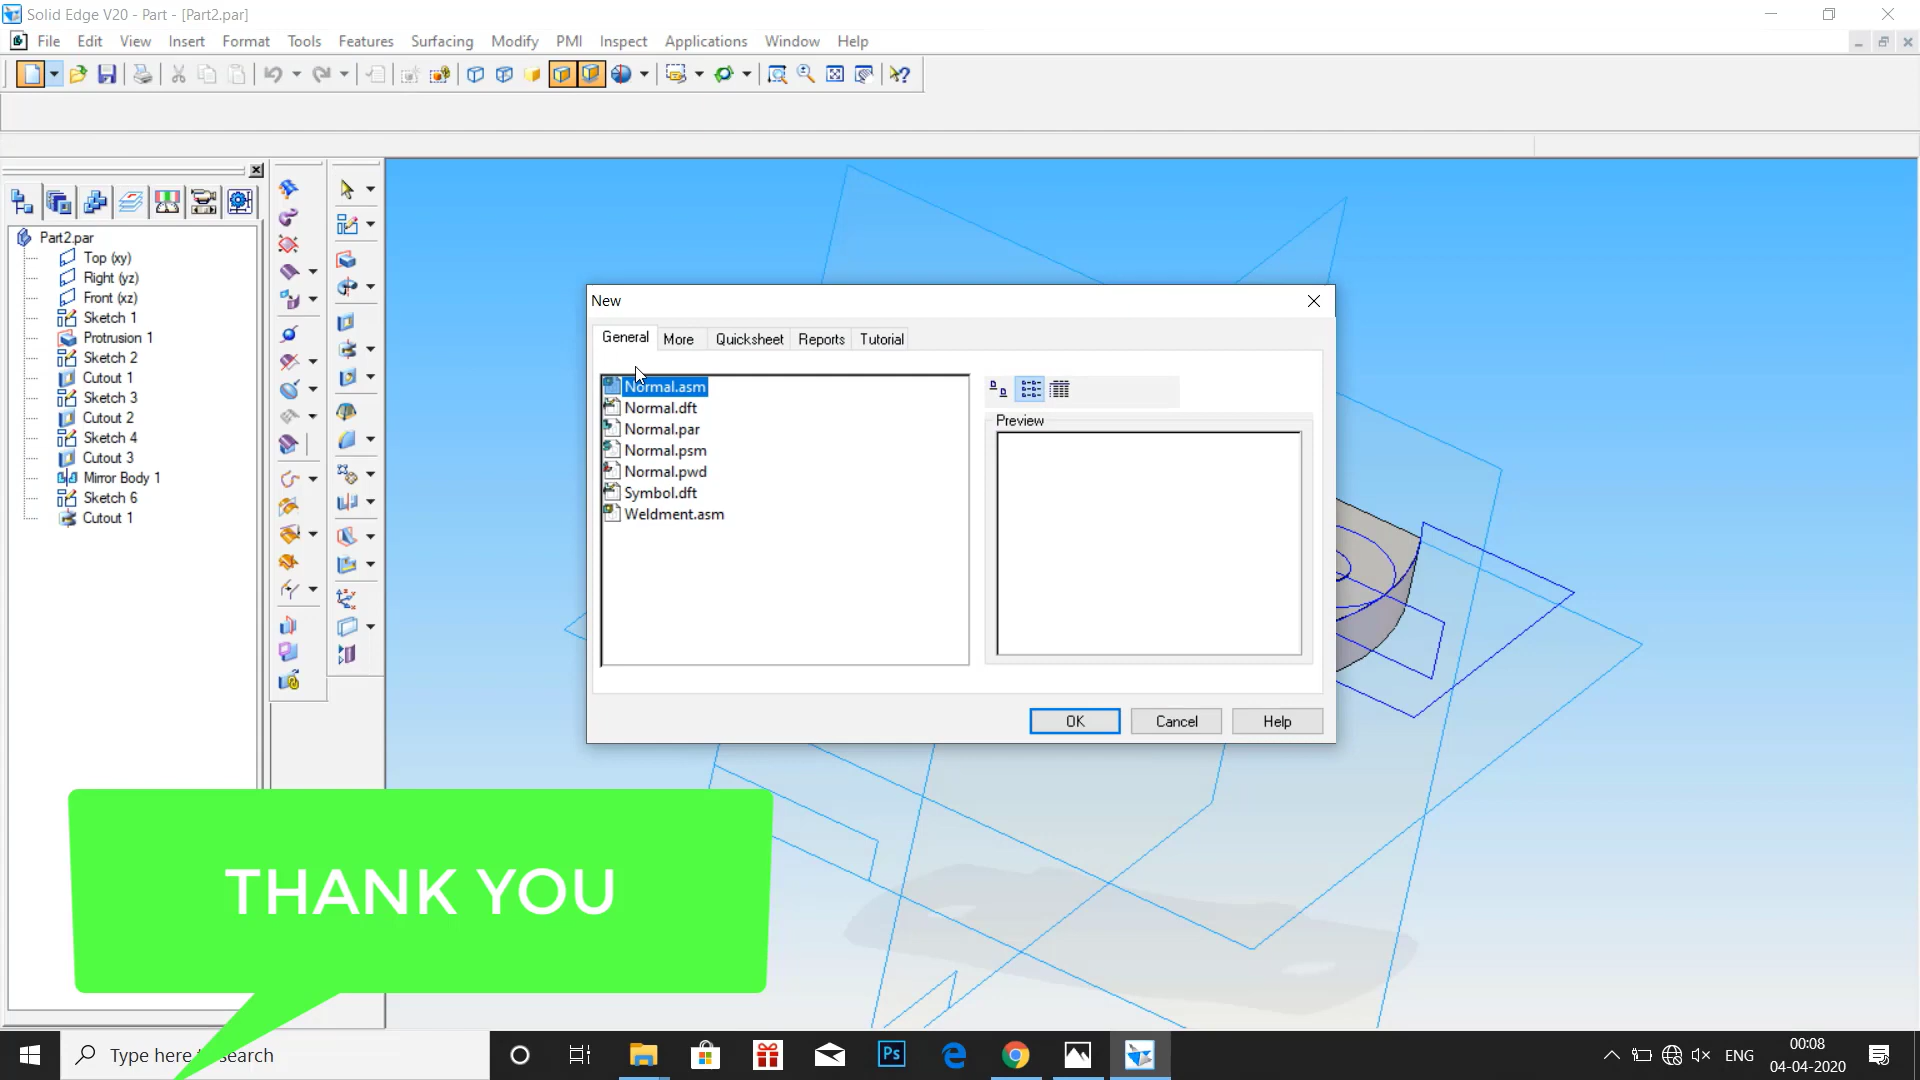 Solid Edge V20 - Part - [Part2.par]
File Edit View Insert Format Tools Features Surfacing Modify PMI Inspect Applications Window Help
Part2.par
Top (xy)
Right (yz)
Front (xz)
Sketch 1
Protrusion 1
Sketch 2
Cutout 1
Sketch 3
Cutout 2
Sketch 4
Cutout 3
Mirror Body 1
Sketch 6
Cutout 1
New
General More Quicksheet Reports Tutorial
Normal.asm
Normal.dft
Normal.par
Normal.psm
Normal.pwd
Symbol.dft
Weldment.asm
Preview
OK Cancel Help
THANK YOU
Type here to search
Ps
ENG
00:08
04-04-2020